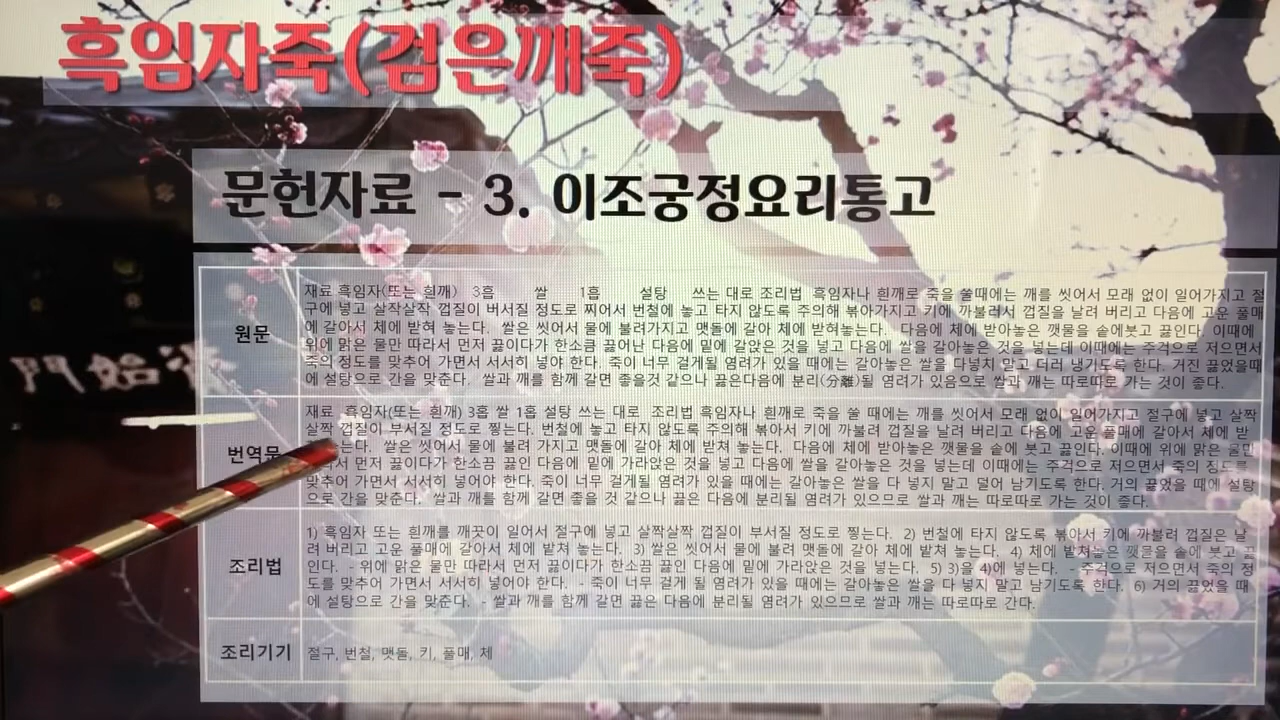 흑임자죽(검은깨죽)
문헌자료 - 3. 이조궁정요리통고
원문
재료 흑임자(또는 흰깨) 3홉 쌀 1홉 설탕 쓰는 대로 조리법 흑임자나 흰깨로 죽을 쑬때에는 깨를 씻어서 모래 없이 일어가지고 절
구에 넣고 살작살작 껍질이 버서질 정도로 찌어서 번철에 놓고 타지 않도록 주의해 볶아가지고 키에 까불러서 껍질을 날려 버리고 다음에 고운 풀매
에 갈아서 체에 받혀 놓는다. 쌀은 씻어서 물에 불려가지고 맷돌에 갈아 체에 받혀놓는다. 다음에 체에 받아놓은 깻물을 솥에붓고 끓인다. 이때에
위에 맑은 물만 따라서 먼저 끓이다가 한소큼 끓어난 다음에 밑에 갈앉은 것을 넣고 다음에 쌀을 갈아놓은 것을 넣는데 이때에는 주걱으로 저으면서
죽의 정도를 맞추어 가면서 서서히 넣야 한다. 죽이 너무 걸게될 염려가 있을 때에는 갈아놓은 쌀을 다넣치 말고 더러 냉기도록 한다. 거진 끓었을때
에 설탕으로 간을 맞춘다. 쌀과 깨를 함께 갈면 좋을것 같으나 끓은다음에 분리(分離)될 염려가 있음으로 쌀과 깨는 따로따로 가는 것이 좋다.
번역문
재료 흑임자(또는 흰깨) 3홉 쌀 1홉 설탕 쓰는 대로 조리법 흑임자나 흰깨로 죽을 쑬 때에는 깨를 씻어서 모래 없이 일어가지고 절구에 넣고 살짝
살짝 껍질이 부서질 정도로 찧는다. 번철에 놓고 타지 않도록 주의해 볶아서 키에 까불려 껍질을 날려 버리고 다음에 고운 풀매에 갈아서 체에 받
는다. 쌀은 씻어서 물에 불려 가지고 맷돌에 갈아 체에 받쳐 놓는다. 다음에 체에 받아놓은 깻물을 솥에 붓고 끓인다. 이때에 위에 맑은 물만
먼저 끓이다가 한소끔 끓인 다음에 밑에 가라앉은 것을 넣고 다음에 쌀을 갈아놓은 것을 넣는데 이때에는 주걱으로 저으면서 죽의 정도를
맞추어 가면서 서서히 넣어야 한다. 죽이 너무 걸게될 염려가 있을 때에는 갈아놓은 쌀을 다 넣지 말고 덜어 남기도록 한다. 거의 끓었을 때에 설탕
으로 간을 맞춘다. 쌀과 깨를 함께 갈면 좋을 것 같으나 끓은 다음에 분리될 염려가 있으므로 쌀과 깨는 따로따로 가는 것이 좋다.
조리법
1) 흑임자 또는 흰깨를 깨끗이 일어서 절구에 넣고 살짝살짝 껍질이 부서질 정도로 찧는다. 2) 번철에 타지 않도록 볶아서 키에 까불려 껍질은 날
려 버리고 고운 풀매에 갈아서 체에 밭쳐 놓는다. 3) 쌀은 씻어서 물에 불려 맷돌에 갈아 체에 밭쳐 놓는다. 4) 체에 밭쳐놓은 깻물을 솥에 붓고 끓
인다. - 위에 맑은 물만 따라서 먼저 끓이다가 한소끔 끓인 다음에 밑에 가라앉은 것을 넣는다. 5) 3)을 4)에 넣는다. - 주걱으로 저으면서 죽의 정
도를 맞추어 가면서 서서히 넣어야 한다. - 죽이 너무 걸게 될 염려가 있을 때는 갈아놓은 쌀을 다 넣지 말고 남기도록 한다. 6) 거의 끓었을 때
에 설탕으로 간을 맞춘다. - 쌀과 깨를 함께 갈면 끓은 다음에 분리될 염려가 있으므로 쌀과 깨는 따로따로 간다.
조리기기
절구, 번철, 맷돌, 키, 풀매, 체